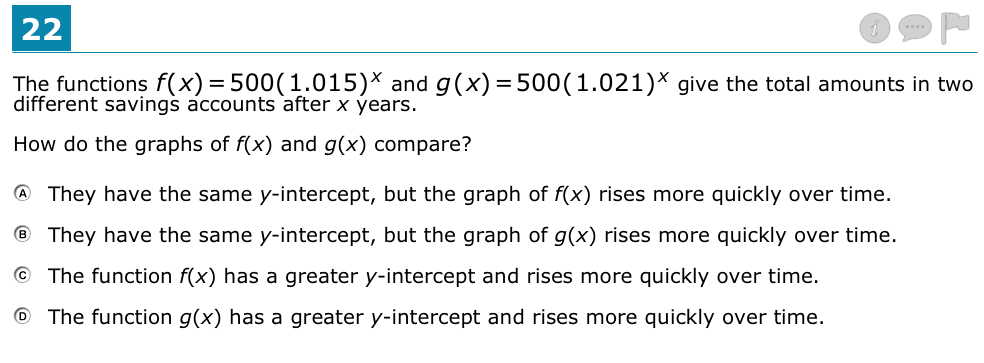 22
The functions f(x) = 500(1.015)^x and g(x) = 500(1.021)^x give the total amounts in two
different savings accounts after x years.
How do the graphs of f(x) and g(x) compare?
A They have the same y-intercept, but the graph of f(x) rises more quickly over time.
B They have the same y-intercept, but the graph of g(x) rises more quickly over time.
C The function f(x) has a greater y-intercept and rises more quickly over time.
D The function g(x) has a greater y-intercept and rises more quickly over time.